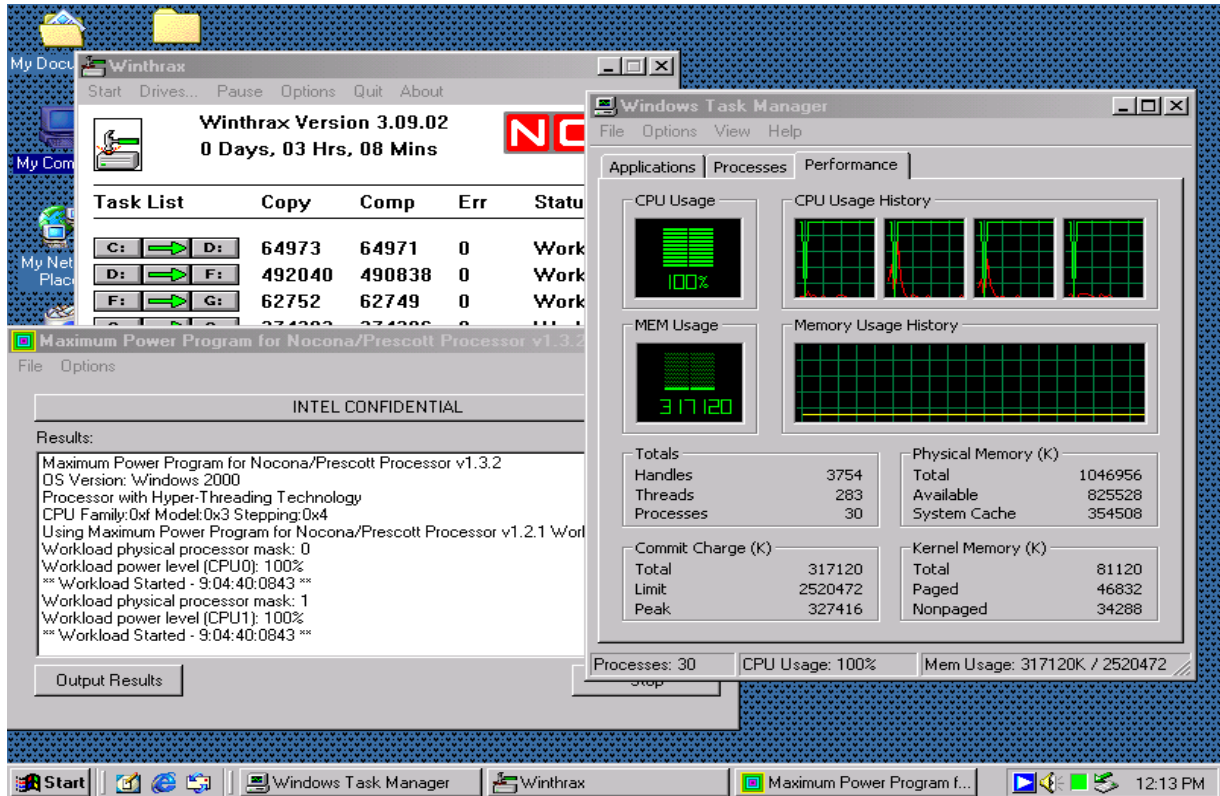 My Docu
My Com
My Net
Place
Winthrax
Start Drives... Pause Options Quit About
Winthrax Version 3.09.02
0 Days, 03 Hrs, 08 Mins
Task List Copy Comp Err Statu
C: D: 64973 64971 0 Work
D: F: 492040 490838 0 Work
F: G: 62752 62749 0 Work
Maximum Power Program for Nocona/Prescott Processor v1.3.2
File Options
INTEL CONFIDENTIAL
Results:
Maximum Power Program for Nocona/Prescott Processor v1.3.2
OS Version: Windows 2000
Processor with Hyper-Threading Technology
CPU Family:0xf Model:0x3 Stepping:0x4
Using Maximum Power Program for Nocona/Prescott Processor v1.2.1 Worl
Workload physical processor mask: 0
Workload power level (CPU0): 100%
** Workload Started - 9:04:40:0843 **
Workload physical processor mask: 1
Workload power level (CPU1): 100%
** Workload Started - 9:04:40:0843 **
Output Results
Stop
Windows Task Manager
File Options View Help
Applications Processes Performance
CPU Usage CPU Usage History
100%
MEM Usage Memory Usage History
317120
Totals
Handles 3754
Threads 283
Processes 30
Physical Memory (K)
Total 1046956
Available 825528
System Cache 354508
Commit Charge (K)
Total 317120
Limit 2520472
Peak 327416
Kernel Memory (K)
Total 81120
Paged 46832
Nonpaged 34288
Processes: 30 CPU Usage: 100% Mem Usage: 317120K / 2520472
Start Windows Task Manager Winthrax Maximum Power Program f... 12:13 PM